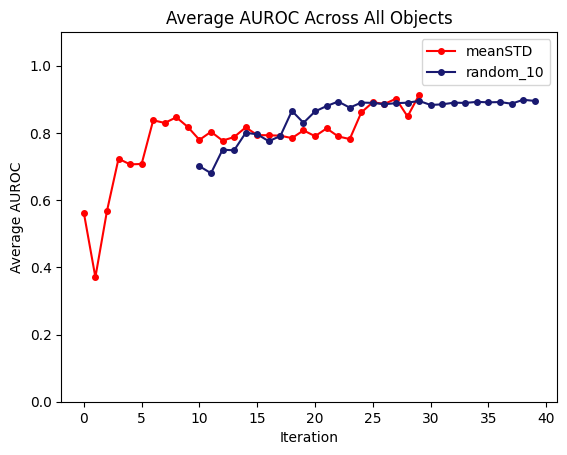 Average AUROC Across All Objects
meanSTD
random_10
1.0
0.8
0.6
0.4
0.2
0.0
Average AUROC
0 5 10 15 20 25 30 35 40
Iteration